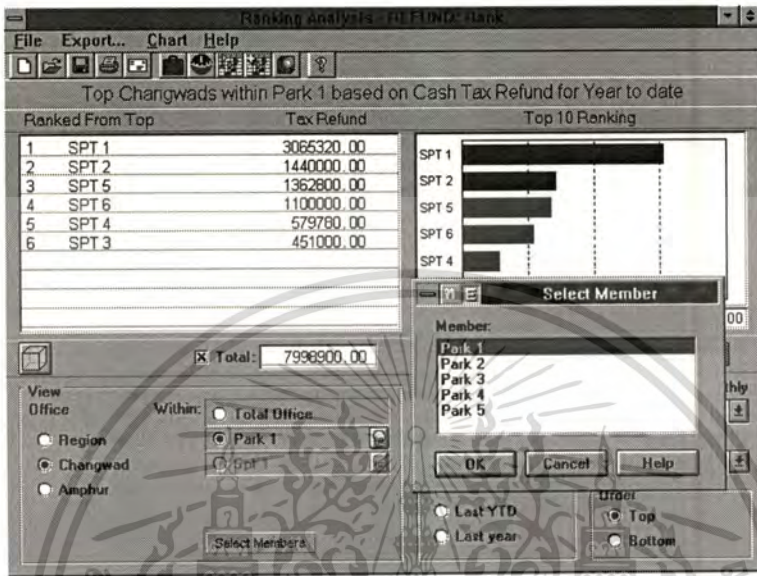 Ranking Analysis - REFUND: Rank
File Export... Chart Help
Top Changwads within Park 1 based on Cash Tax Refund for Year to date
Ranked From Top Tax Refund Top 10 Ranking
1 SPT 1 3065320.00
2 SPT 2 1440000.00
3 SPT 5 1362800.00
4 SPT 6 1100000.00
5 SPT 4 579780.00
6 SPT 3 451000.00
SPT 1
SPT 2
SPT 5
SPT 6
SPT 4
00
X Total: 7998900.00
Select Member
Member:
Park 1
Park 2
Park 3
Park 4
Park 5
OK Cancel Help
View
Office Within:
Total Office
Region
Park 1
Changwad
Spt 1
Amphur
Select Members
thly
Last YTD
Last year
Order
Top
Bottom